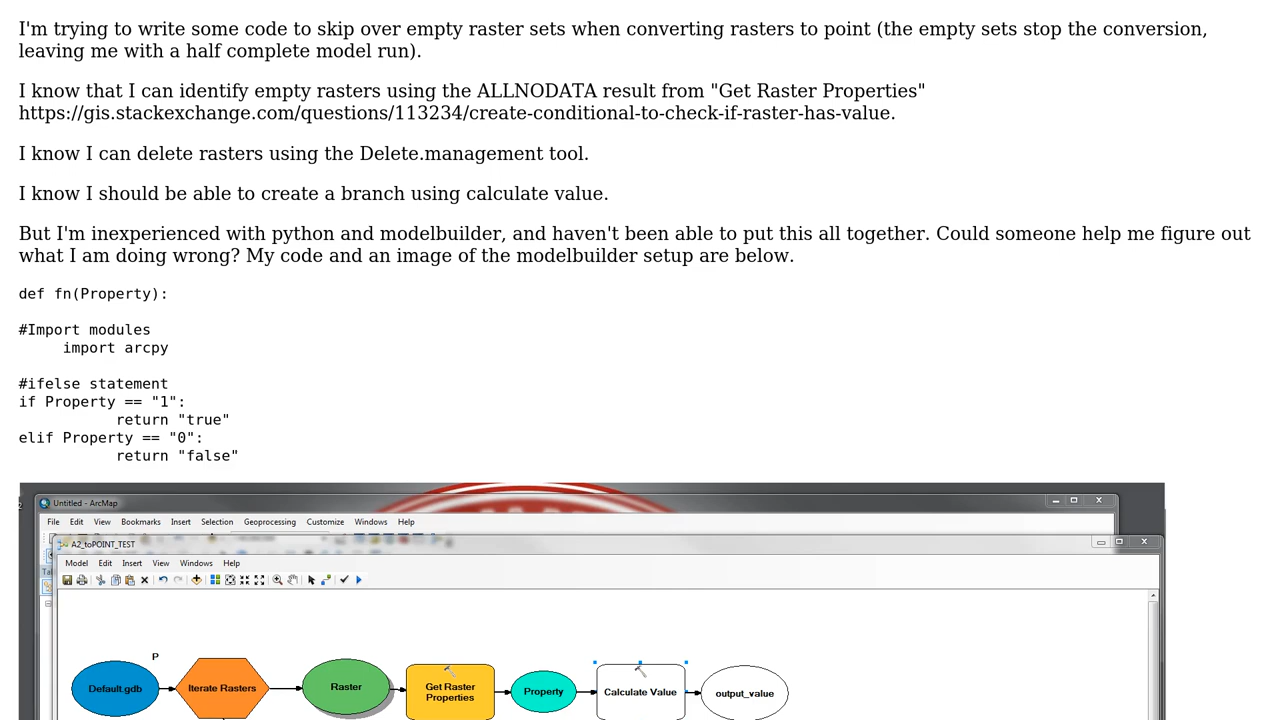 I'm trying to write some code to skip over empty raster sets when converting rasters to point (the empty sets stop the conversion,
leaving me with a half complete model run).
I know that I can identify empty rasters using the ALLNODATA result from "Get Raster Properties"
https://gis.stackexchange.com/questions/113234/create-conditional-to-check-if-raster-has-value.
I know I can delete rasters using the Delete.management tool.
I know I should be able to create a branch using calculate value.
But I'm inexperienced with python and modelbuilder, and haven't been able to put this all together. Could someone help me figure out
what I am doing wrong? My code and an image of the modelbuilder setup are below.
def fn(Property):
#Import modules
import arcpy
#ifelse statement
if Property == "1":
return "true"
elif Property == "0":
return "false"
Untitled - ArcMap
File Edit View Bookmarks Insert Selection Geoprocessing Customize Windows Help
A2_toPOINT_TEST
Model Edit Insert View Windows Help
P
Default.gdb Iterate Rasters Raster Get Raster Properties Property Calculate Value output_value